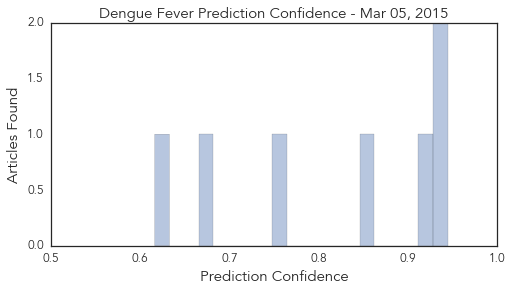 Dengue Fever Prediction Confidence - Mar 05, 2015
2.0
1.5
1.0
0.5
0.0
Articles Found
0.5 0.6 0.7 0.8 0.9 1.0
Prediction Confidence